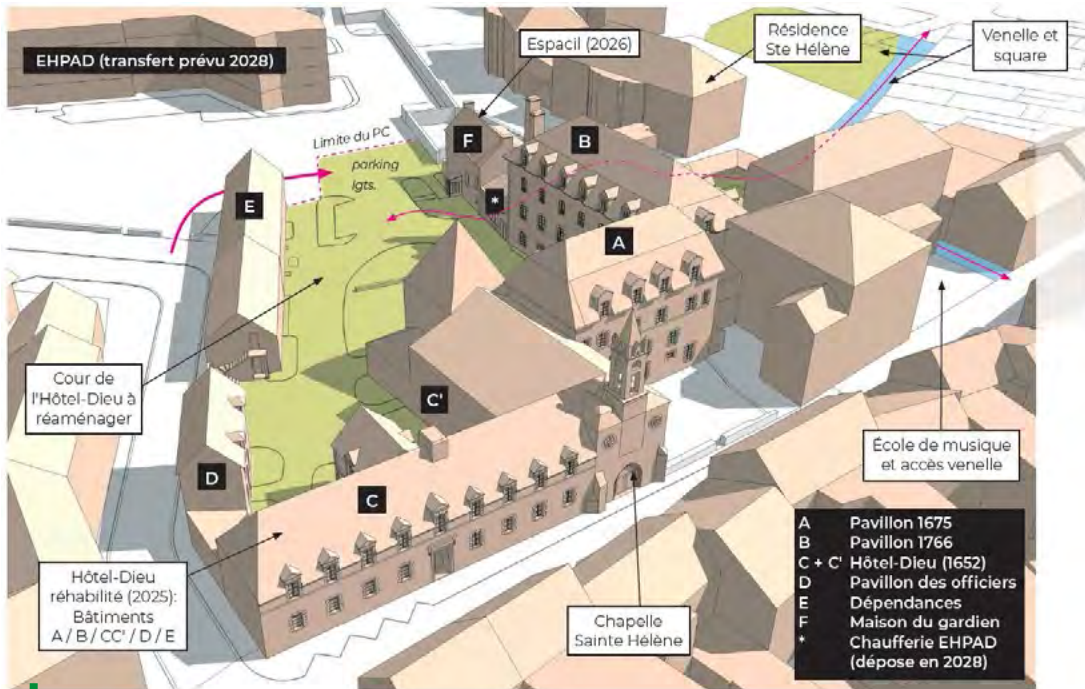 EHPAD (transfert prévu 2028)
Espacil (2026)
Résidence
Ste Hélène
Venelle et
square
Limite du PC
parking
lgts.
F
B
E
*
A
Cour de
l'Hôtel-Dieu à
réaménager
C'
D
C
École de musique
et accès venelle
Hôtel-Dieu
réhabilité (2025):
Bâtiments
A / B / CC' / D / E
Chapelle
Sainte Hélène
A Pavillon 1675
B Pavillon 1766
C + C' Hôtel-Dieu (1652)
D Pavillon des officiers
E Dépendances
F Maison du gardien
* Chaufferie EHPAD
(dépose en 2028)